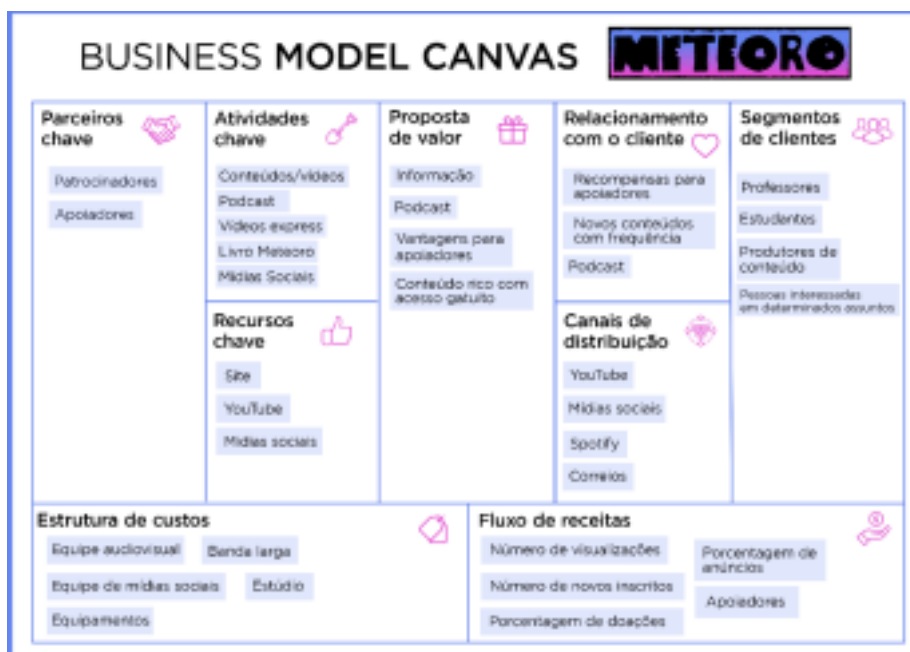 BUSINESS MODEL CANVAS METEORO
Parceiros
chave
Patrocinadores
Apoiadores
Atividades
chave
Conteúdos/vídeos
Podcast
Vídeos express
Livro Meteoro
Mídias Sociais
Recursos
chave
Site
YouTube
Mídias sociais
Proposta
de valor
Informação
Podcast
Vantagens para
apoiadores
Conteúdo rico com
acesso gatuito
Relacionamento
com o cliente
Recompensas para
apoiadores
Novos conteúdos
com frequência
Podcast
Canais de
distribuição
YouTube
Mídias sociais
Spotify
Correios
Segmentos
de clientes
Professores
Estudantes
Produtores de
conteúdo
Pessoas interessadas
em determinados assuntos
Estrutura de custos
Equipe audiovisual
Banda larga
Equipe de mídias sociais
Estúdio
Equipamentos
Fluxo de receitas
Número de visualizações
Número de novos inscritos
Porcentagem de doações
Porcentagem de
anúncios
Apoiadores